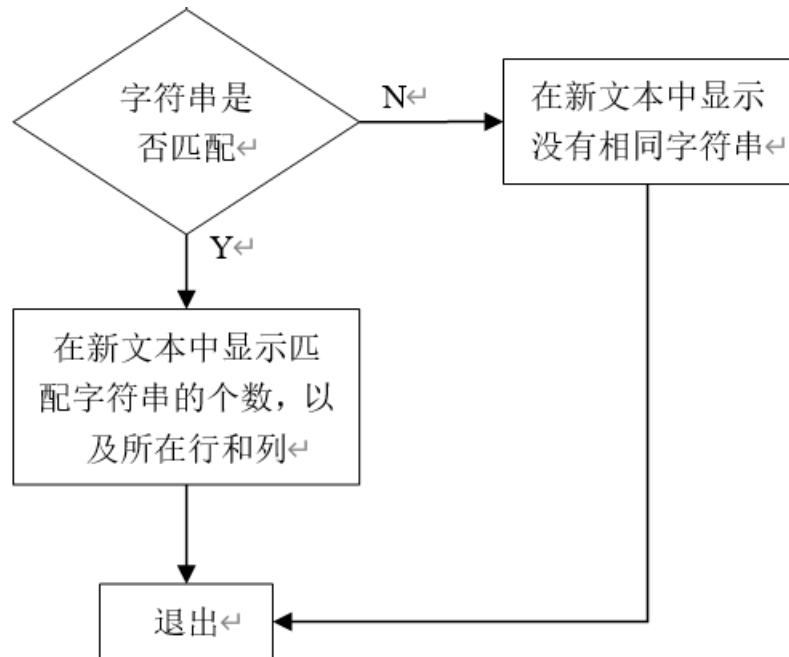 字符串是
否匹配↵
N↵
在新文本中显示
没有相同字符串↵
Y↵
在新文本中显示匹
配字符串的个数，以
及所在行和列↵
退出↵